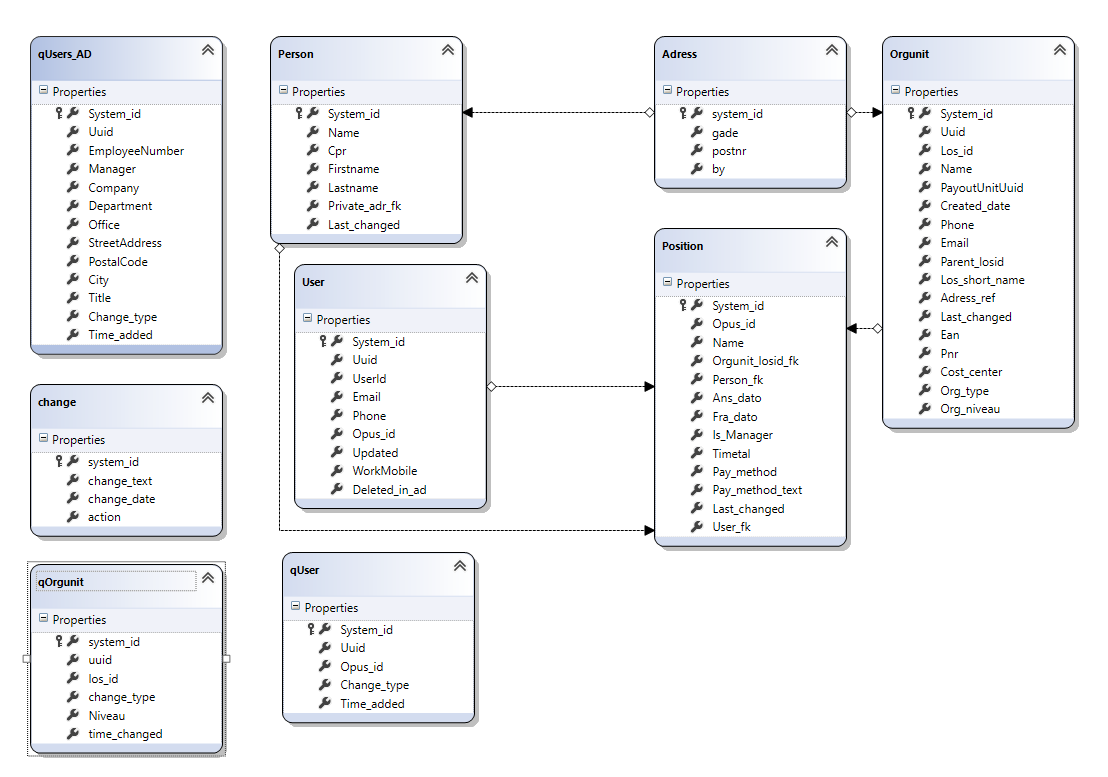 qUsers_AD
Properties
System_id
Uuid
EmployeeNumber
Manager
Company
Department
Office
StreetAddress
PostalCode
City
Title
Change_type
Time_added
Person
Properties
System_id
Name
Cpr
Firstname
Lastname
Private_adr_fk
Last_changed
Adress
Properties
system_id
gade
postnr
by
Orgunit
Properties
System_id
Uuid
Los_id
Name
PayoutUnitUuid
Created_date
Phone
Email
Parent_losid
Los_short_name
Adress_ref
Last_changed
Ean
Pnr
Cost_center
Org_type
Org_niveau
User
Properties
System_id
Uuid
UserId
Email
Phone
Opus_id
Updated
WorkMobile
Deleted_in_ad
Position
Properties
System_id
Opus_id
Name
Orgunit_losid_fk
Person_fk
Ans_dato
Fra_dato
Is_Manager
Timetal
Pay_method
Pay_method_text
Last_changed
User_fk
change
Properties
system_id
change_text
change_date
action
qOrgunit
Properties
system_id
uuid
los_id
change_type
Niveau
time_changed
qUser
Properties
System_id
Uuid
Opus_id
Change_type
Time_added